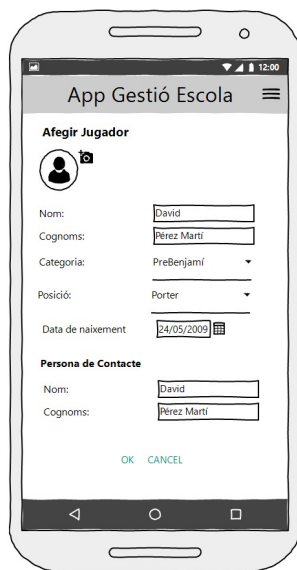 12:00
App Gestió Escola
Afegir Jugador
Nom: David
Cognoms: Pérez Martí
Categoria: PreBenjamí
Posició: Porter
Data de naixement 24/05/2009
Persona de Contacte
Nom: David
Cognoms: Pérez Martí
OK CANCEL